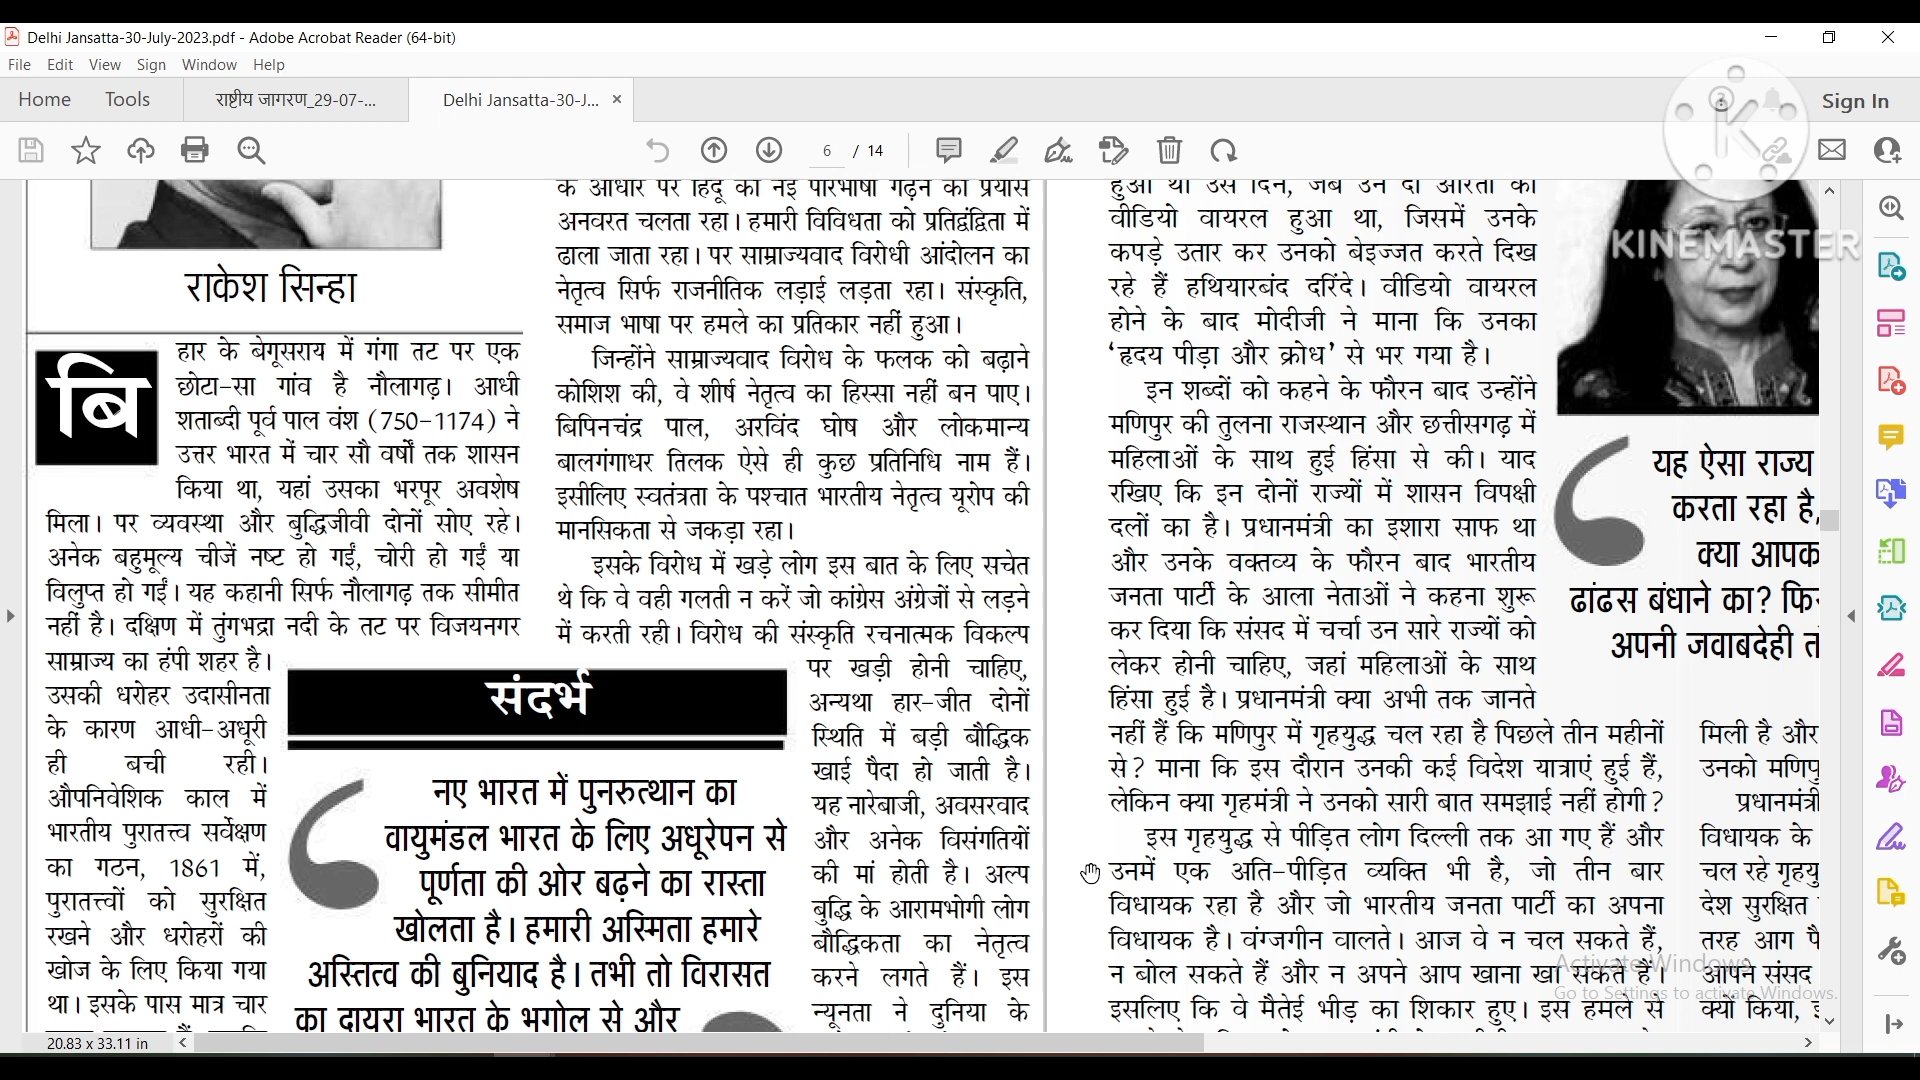 Delhi Jansatta-30-July-2023.pdf - Adobe Acrobat Reader (64-bit)
File Edit View Sign Window Help
Home Tools राष्ट्रीय जागरण_29-07-... Delhi Jansatta-30-J... × Sign In
6 / 14
KINEMASTER
राकेश सिन्हा
बि
हार के बेगूसराय में गंगा तट पर एक
छोटा-सा गांव है नौलागढ़। आधी
शताब्दी पूर्व पाल वंश (750-1174) ने
उत्तर भारत में चार सौ वर्षों तक शासन
किया था, यहां उसका भरपूर अवशेष
मिला। पर व्यवस्था और बुद्धिजीवी दोनों सोए रहे।
अनेक बहुमूल्य चीजें नष्ट हो गईं, चोरी हो गईं या
विलुप्त हो गईं। यह कहानी सिर्फ नौलागढ़ तक सीमीत
नहीं है। दक्षिण में तुंगभद्रा नदी के तट पर विजयनगर
साम्राज्य का हंपी शहर है।
उसकी धरोहर उदासीनता
के कारण आधी-अधूरी
ही बची रही।
औपनिवेशिक काल में
भारतीय पुरातत्त्व सर्वेक्षण
का गठन, 1861 में,
पुरातत्त्वों को सुरक्षित
रखने और धरोहरों की
खोज के लिए किया गया
था। इसके पास मात्र चार
संदर्भ
नए भारत में पुनरुत्थान का
वायुमंडल भारत के लिए अधूरेपन से
पूर्णता की ओर बढ़ने का रास्ता
खोलता है। हमारी अस्मिता हमारे
अस्तित्व की बुनियाद है। तभी तो विरासत
का दायरा भारत के भूगोल से और
के आधार पर हिंदू की नई परिभाषा गढ़ने का प्रयास
अनवरत चलता रहा। हमारी विविधता को प्रतिद्वंद्विता में
ढाला जाता रहा। पर साम्राज्यवाद विरोधी आंदोलन का
नेतृत्व सिर्फ राजनीतिक लड़ाई लड़ता रहा। संस्कृति,
समाज भाषा पर हमले का प्रतिकार नहीं हुआ।
जिन्होंने साम्राज्यवाद विरोध के फलक को बढ़ाने
कोशिश की, वे शीर्ष नेतृत्व का हिस्सा नहीं बन पाए।
बिपिनचंद्र पाल, अरविंद घोष और लोकमान्य
बालगंगाधर तिलक ऐसे ही कुछ प्रतिनिधि नाम हैं।
इसीलिए स्वतंत्रता के पश्चात भारतीय नेतृत्व यूरोप की
मानसिकता से जकड़ा रहा।
इसके विरोध में खड़े लोग इस बात के लिए सचेत
थे कि वे वही गलती न करें जो कांग्रेस अंग्रेजों से लड़ने
में करती रही। विरोध की संस्कृति रचनात्मक विकल्प
पर खड़ी होनी चाहिए,
अन्यथा हार-जीत दोनों
स्थिति में बड़ी बौद्धिक
खाई पैदा हो जाती है।
यह नारेबाजी, अवसरवाद
और अनेक विसंगतियों
की मां होती है। अल्प
बुद्धि के आरामभोगी लोग
बौद्धिकता का नेतृत्व
करने लगते हैं। इस
न्यूनता ने दुनिया के
हुआ था उस दिन, जब उन दो औरतों का
वीडियो वायरल हुआ था, जिसमें उनके
कपड़े उतार कर उनको बेइज्जत करते दिख
रहे हैं हथियारबंद दरिंदे। वीडियो वायरल
होने के बाद मोदीजी ने माना कि उनका
‘हृदय पीड़ा और क्रोध’ से भर गया है।
इन शब्दों को कहने के फौरन बाद उन्होंने
मणिपुर की तुलना राजस्थान और छत्तीसगढ़ में
महिलाओं के साथ हुई हिंसा से की। याद
रखिए कि इन दोनों राज्यों में शासन विपक्षी
दलों का है। प्रधानमंत्री का इशारा साफ था
और उनके वक्तव्य के फौरन बाद भारतीय
जनता पार्टी के आला नेताओं ने कहना शुरू
कर दिया कि संसद में चर्चा उन सारे राज्यों को
लेकर होनी चाहिए, जहां महिलाओं के साथ
हिंसा हुई है। प्रधानमंत्री क्या अभी तक जानते
नहीं हैं कि मणिपुर में गृहयुद्ध चल रहा है पिछले तीन महीनों
से? माना कि इस दौरान उनकी कई विदेश यात्राएं हुई हैं,
लेकिन क्या गृहमंत्री ने उनको सारी बात समझाई नहीं होगी?
इस गृहयुद्ध से पीड़ित लोग दिल्ली तक आ गए हैं और
उनमें एक अति-पीड़ित व्यक्ति भी है, जो तीन बार
विधायक रहा है और जो भारतीय जनता पार्टी का अपना
विधायक है। वंग्जगीन वालते। आज वे न चल सकते हैं,
न बोल सकते हैं और न अपने आप खाना खा सकते हैं।
इसलिए कि वे मैतेई भीड़ का शिकार हुए। इस हमले से
यह ऐसा राज्य
करता रहा है,
क्या आपक
ढांढस बंधाने का?
अपनी जवाबदेही
मिली है और
उनको
प्रधानमंत्री
विधायक के
चल रहे
देश सुरक्षित
तरह आग
आपने संसद
क्यों किया,
Activate Windows
Go to Settings to activate Windows.
20.83 x 33.11 in